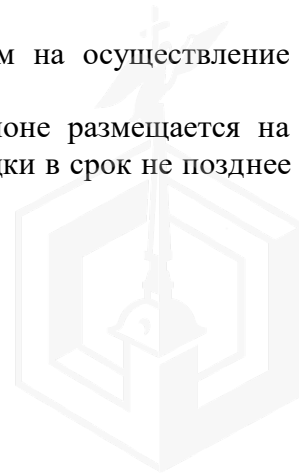 м на осуществление
оне размещается на
дки в срок не позднее